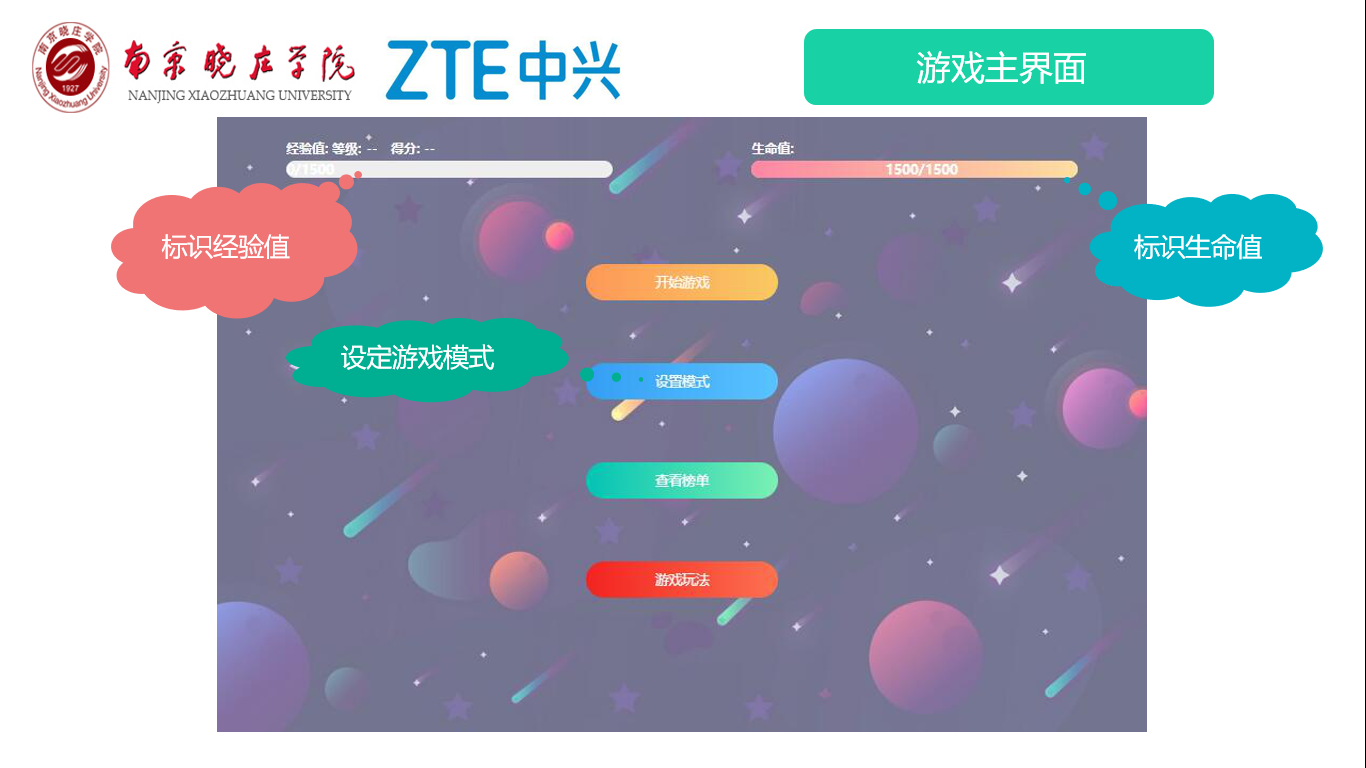 南京晓庄学院
1927
Nanjing Xiaozhuang University
南京晓庄学院
NANJING XIAOZHUANG UNIVERSITY
ZTE中兴
游戏主界面
经验值: 等级: -- 得分: --
0/1500
生命值:
1500/1500
标识经验值
标识生命值
开始游戏
设定游戏模式
设置模式
查看榜单
游戏玩法